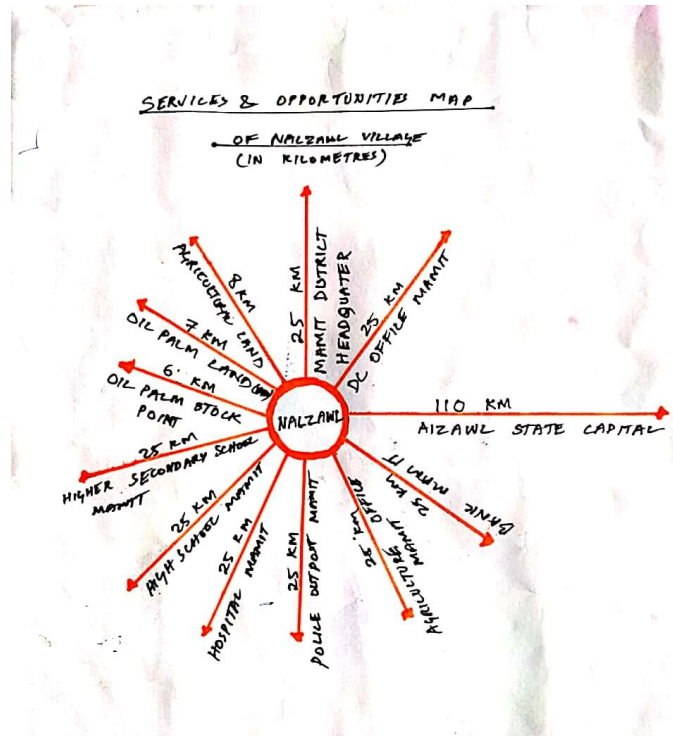 SERVICES & OPPORTUNITIES MAP
OF NALZAWL VILLAGE
(IN KILOMETRES)
NALZAWL
25 KM
MAMIT DISTRICT
HEADQUATER
25 KM
DC OFFICE MAMIT
110 KM
AIZAWL STATE CAPITAL
25 KM
BANK MAMIT
25 KM
AGRICULTURE OFFICE
MAMIT
25 KM
POLICE OUTPOST MAMIT
25 KM
HOSPITAL MAMIT
25 KM
HIGH SCHOOL MAMIT
25 KM
HIGHER SECONDARY SCHOOL
MAMIT
6 KM
OIL PALM STOCK
POINT
7 KM
OIL PALM LAND
8 KM
AGRICULTURAL LAND